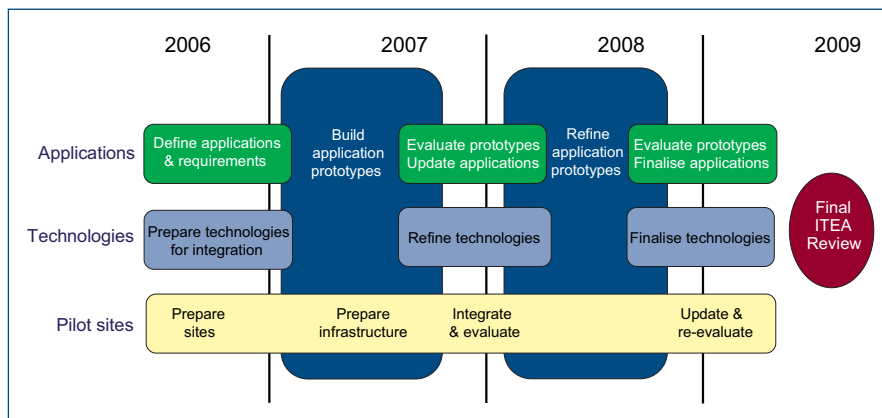 2006
2007
2008
2009
Applications
Define applications
& requirements
Build
application
prototypes
Evaluate prototypes
Update applications
Refine
application
prototypes
Evaluate prototypes
Finalise applications
Technologies
Prepare technologies
for integration
Refine technologies
Finalise technologies
Final
ITEA
Review
Pilot sites
Prepare
sites
Prepare
infrastructure
Integrate
& evaluate
Update &
re-evaluate